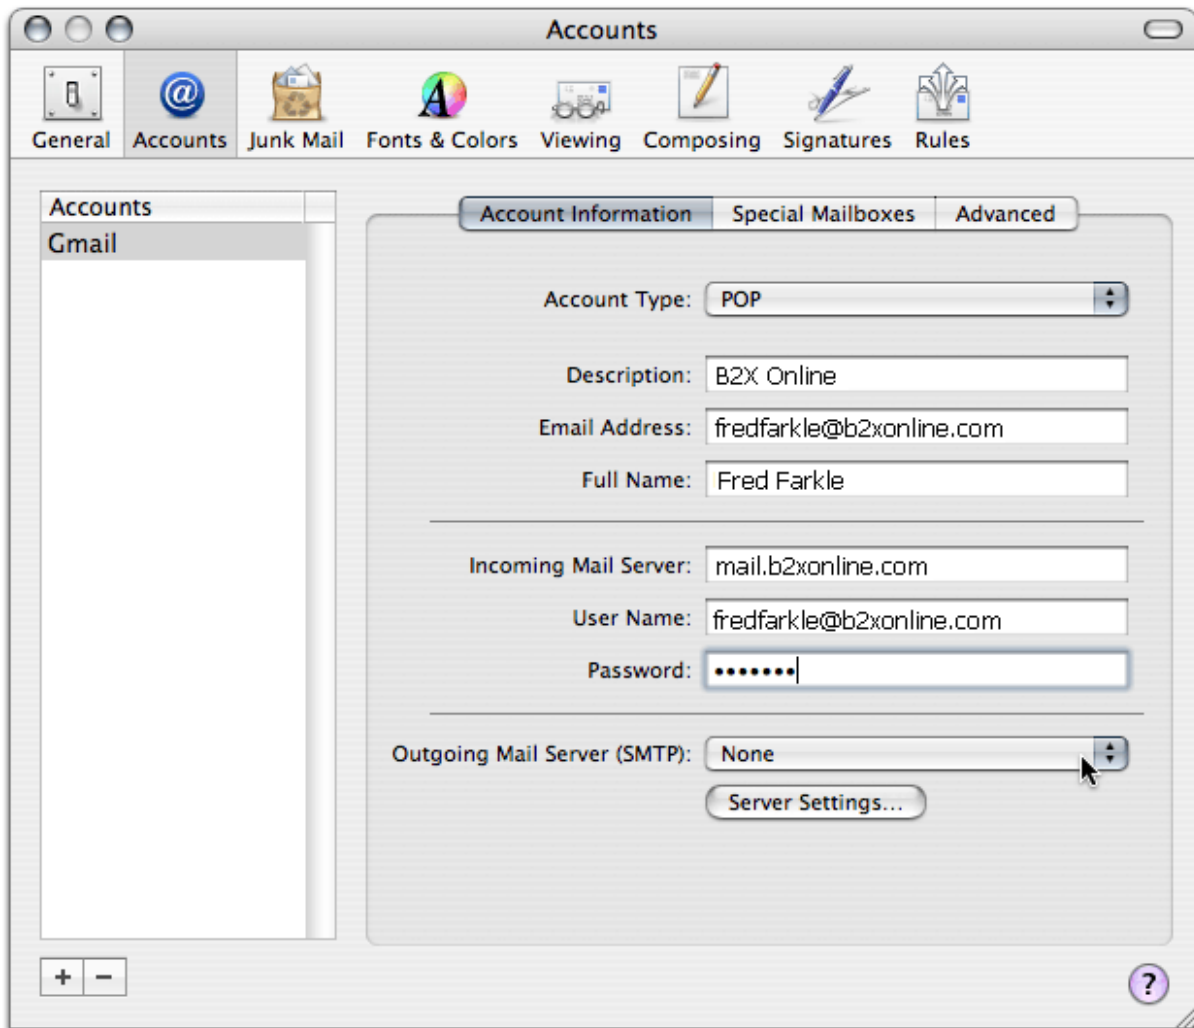 Accounts
General Accounts Junk Mail Fonts & Colors Viewing Composing Signatures Rules
Accounts
Gmail
Account Information Special Mailboxes Advanced
Account Type: POP
Description: B2X Online
Email Address: fredfarkle@b2xonline.com
Full Name: Fred Farkle
Incoming Mail Server: mail.b2xonline.com
User Name: fredfarkle@b2xonline.com
Password: •••••••
Outgoing Mail Server (SMTP): None
Server Settings...
+ − ?